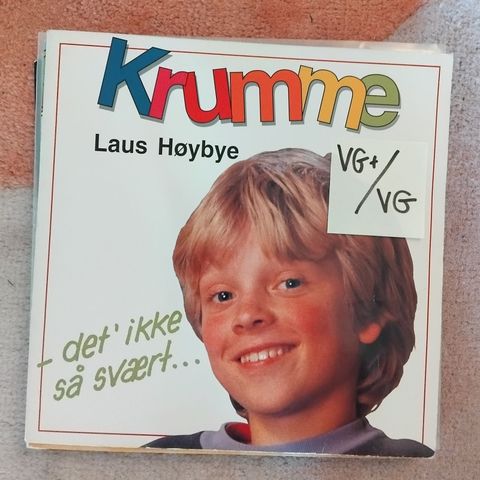 Krumme
Laus Høybye
VG+
/VG
- det' ikke
så svært...